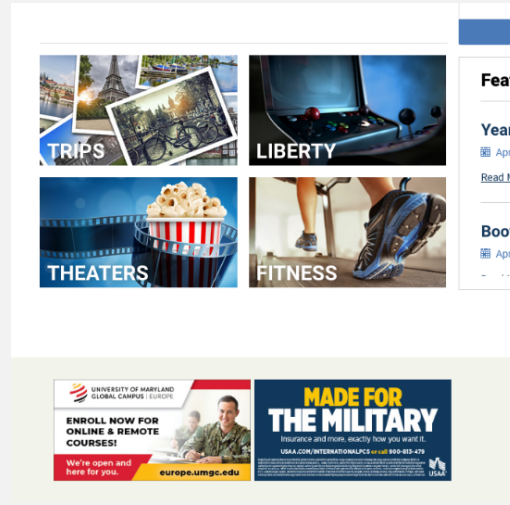 TRIPS
LIBERTY
THEATERS
FITNESS
Fea
Year
Apr
Read M
Boo
Apr
UNIVERSITY OF MARYLAND
GLOBAL CAMPUS | EUROPE
ENROLL NOW FOR
ONLINE & REMOTE
COURSES!
We're open and
here for you.
europe.umgc.edu
MADE FOR
THE MILITARY
Insurance and more, exactly how you want it.
USAA.COM/INTERNATIONALPCS or call 800-813-479
USAA